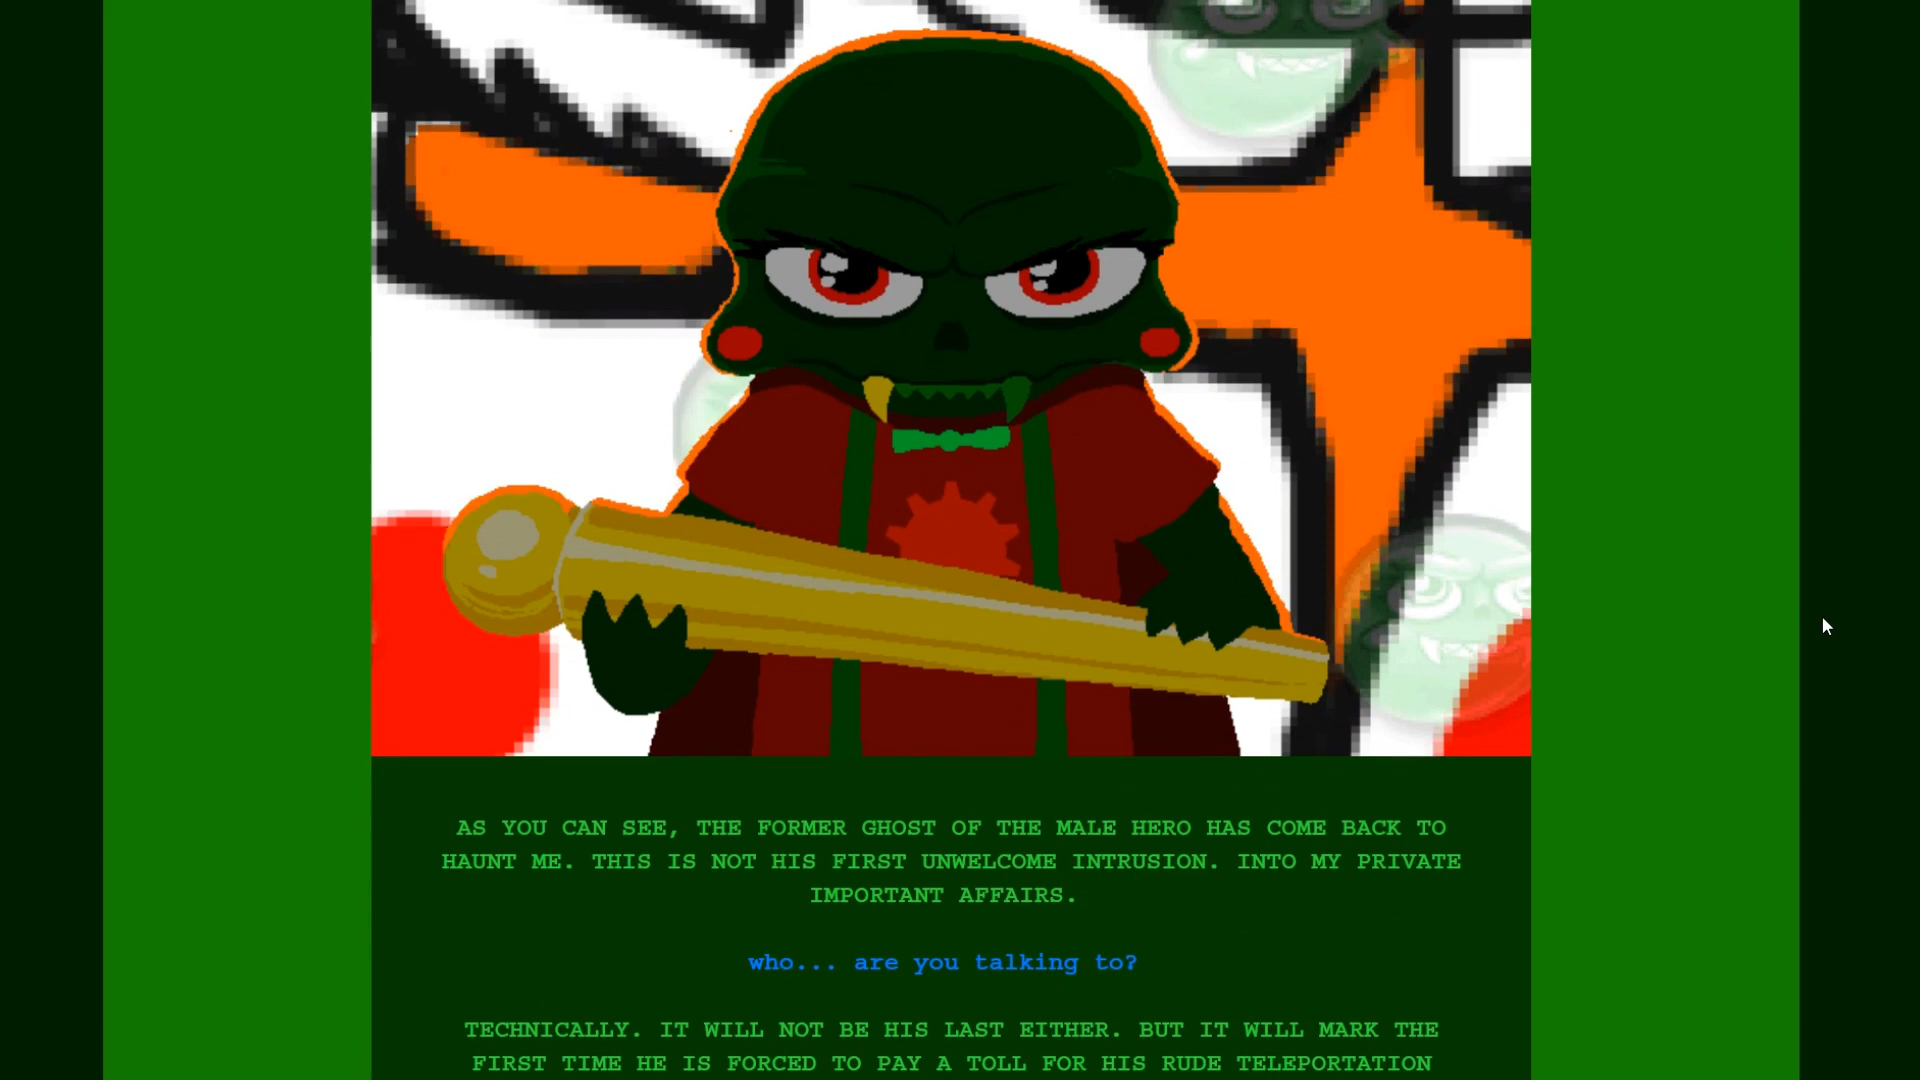 AS YOU CAN SEE, THE FORMER GHOST OF THE MALE HERO HAS COME BACK TO
HAUNT ME. THIS IS NOT HIS FIRST UNWELCOME INTRUSION. INTO MY PRIVATE
IMPORTANT AFFAIRS.
who... are you talking to?
TECHNICALLY. IT WILL NOT BE HIS LAST EITHER. BUT IT WILL MARK THE
FIRST TIME HE IS FORCED TO PAY A TOLL FOR HIS RUDE TELEPORTATION